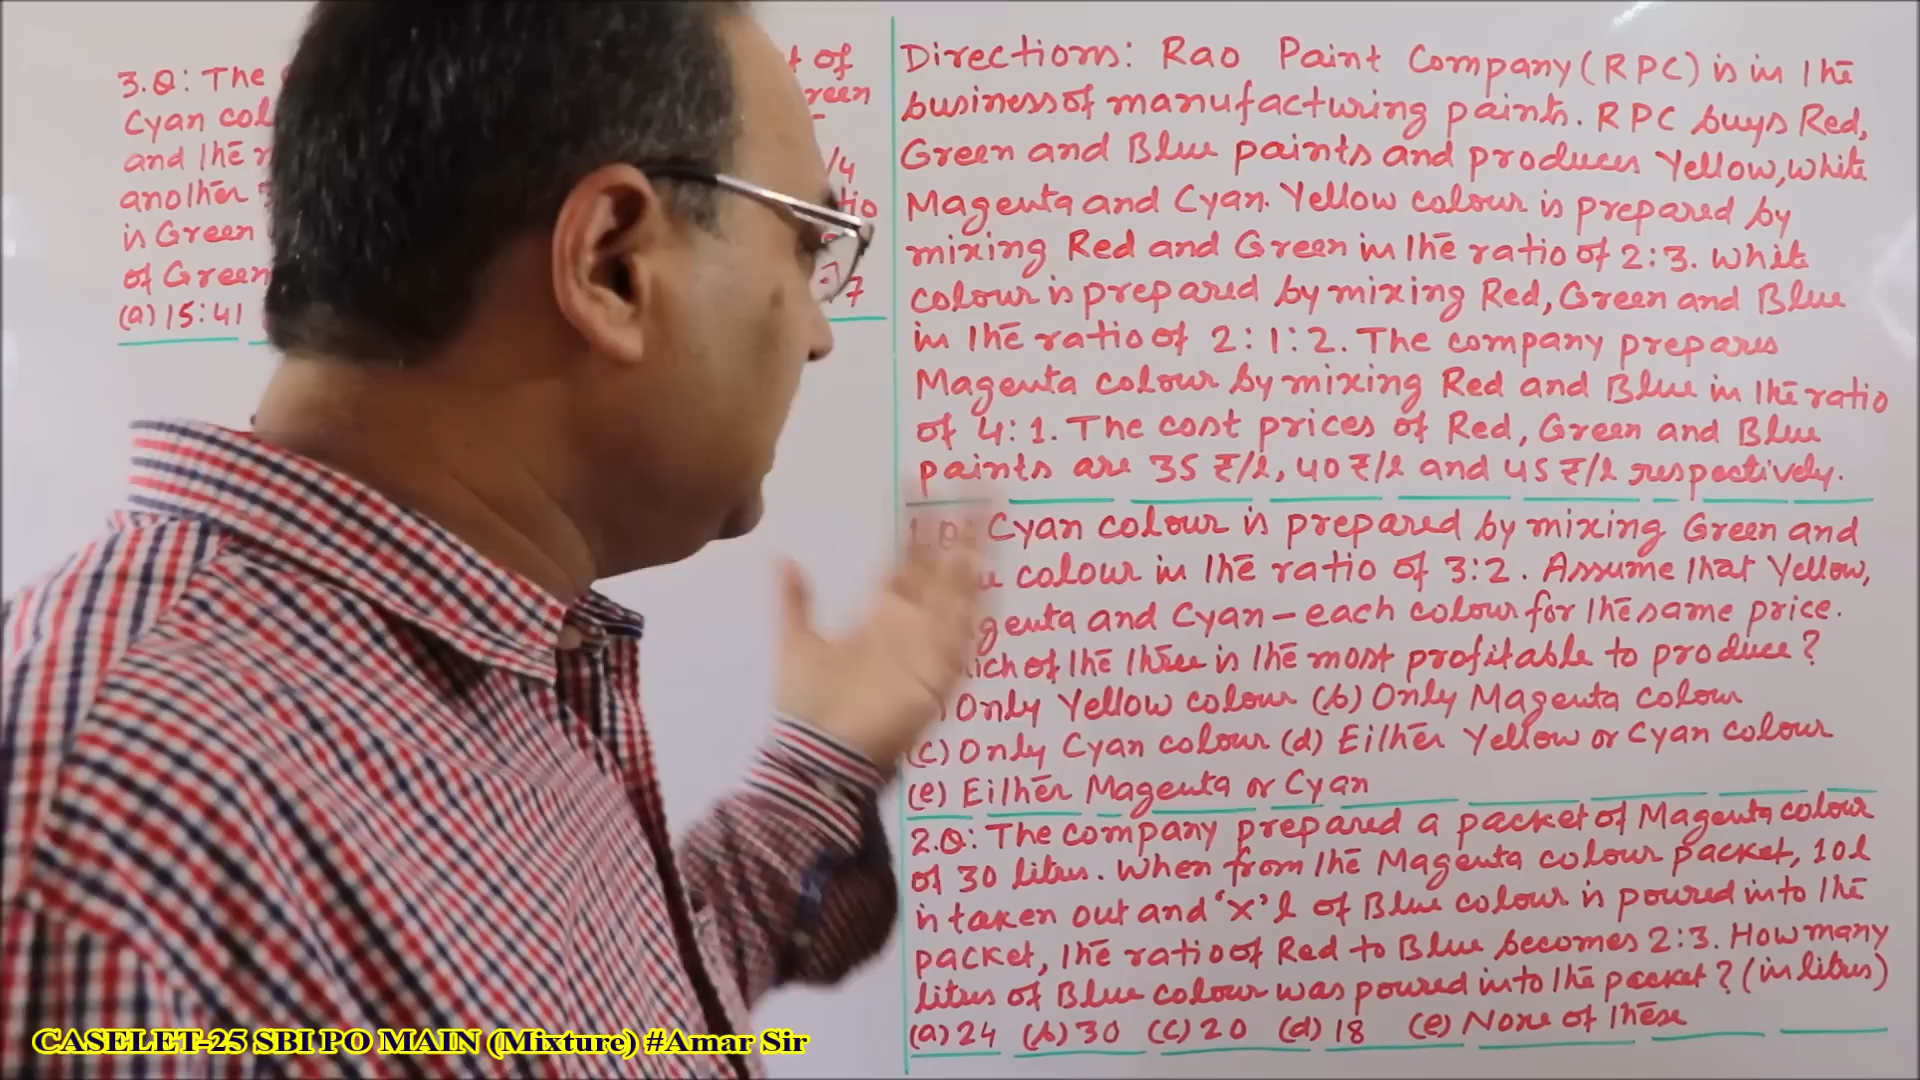 3.Q: The
t of
Cyan col
reen
and the
/4
another
tio
is Green
of Green
:7
(a) 15:41
Directions: Rao Paint Company (RPC) is in the
business of manufacturing paints. RPC buys Red,
Green and Blue paints and produces Yellow, White
Magenta and Cyan. Yellow colour is prepared by
mixing Red and Green in the ratio of 2:3. White
colour is prepared by mixing Red, Green and Blue
in the ratio of 2:1:2. The company prepares
Magenta colour by mixing Red and Blue in the ratio
of 4:1. The cost prices of Red, Green and Blue
paints are 35 ₹/l, 40 ₹/l and 45 ₹/l respectively.
1.Q: Cyan colour is prepared by mixing Green and
colour in the ratio of 3:2. Assume that Yellow,
genta and Cyan - each colour for the same price.
ich of the three is the most profitable to produce?
Only Yellow colour (b) Only Magenta colour
(c) Only Cyan colour (d) Either Yellow or Cyan colour
(e) Either Magenta or Cyan
2.Q: The company prepared a packet of Magenta colour
of 30 litres. When from the Magenta colour packet, 10l
is taken out and 'x' l of Blue colour is poured into the
packet, the ratio of Red to Blue becomes 2:3. How many
litres of Blue colour was poured into the packet? (in litres)
(a) 24 (b) 30 (c) 20 (d) 18 (e) None of these
CASELET-25 SBI PO MAIN (Mixture) #Amar Sir